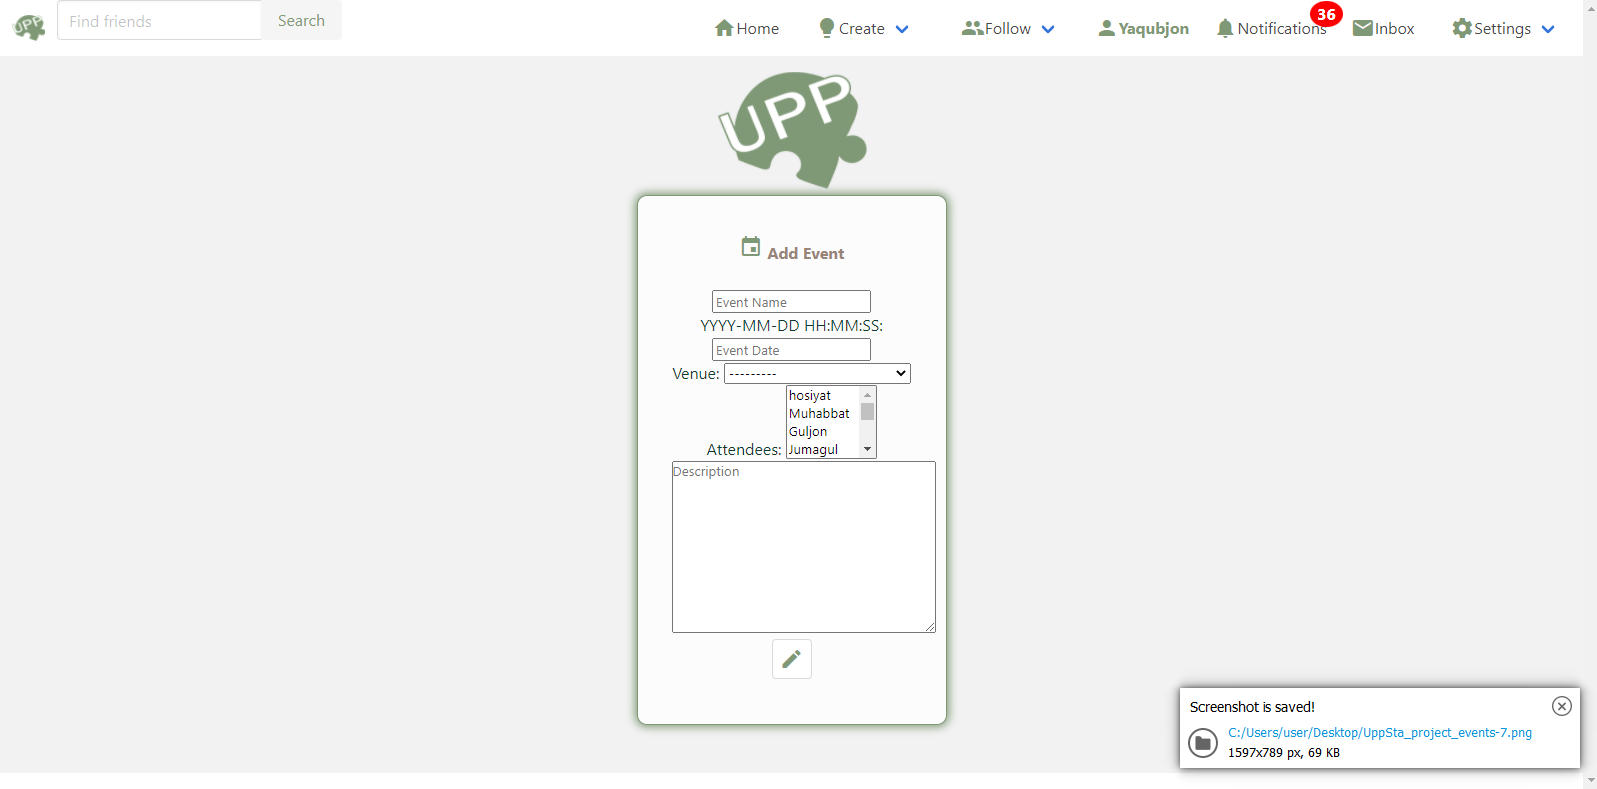 UPP Find friends Search Home Create Follow Yaqubjon Notifications 36 Inbox Settings
UPP
Add Event
Event Name
YYYY-MM-DD HH:MM:SS:
Event Date
Venue: ---------
hosiyat
Muhabbat
Guljon
Attendees: Jumagul
Description
Screenshot is saved!
C:/Users/user/Desktop/UppSta_project_events-7.png
1597x789 px, 69 KB